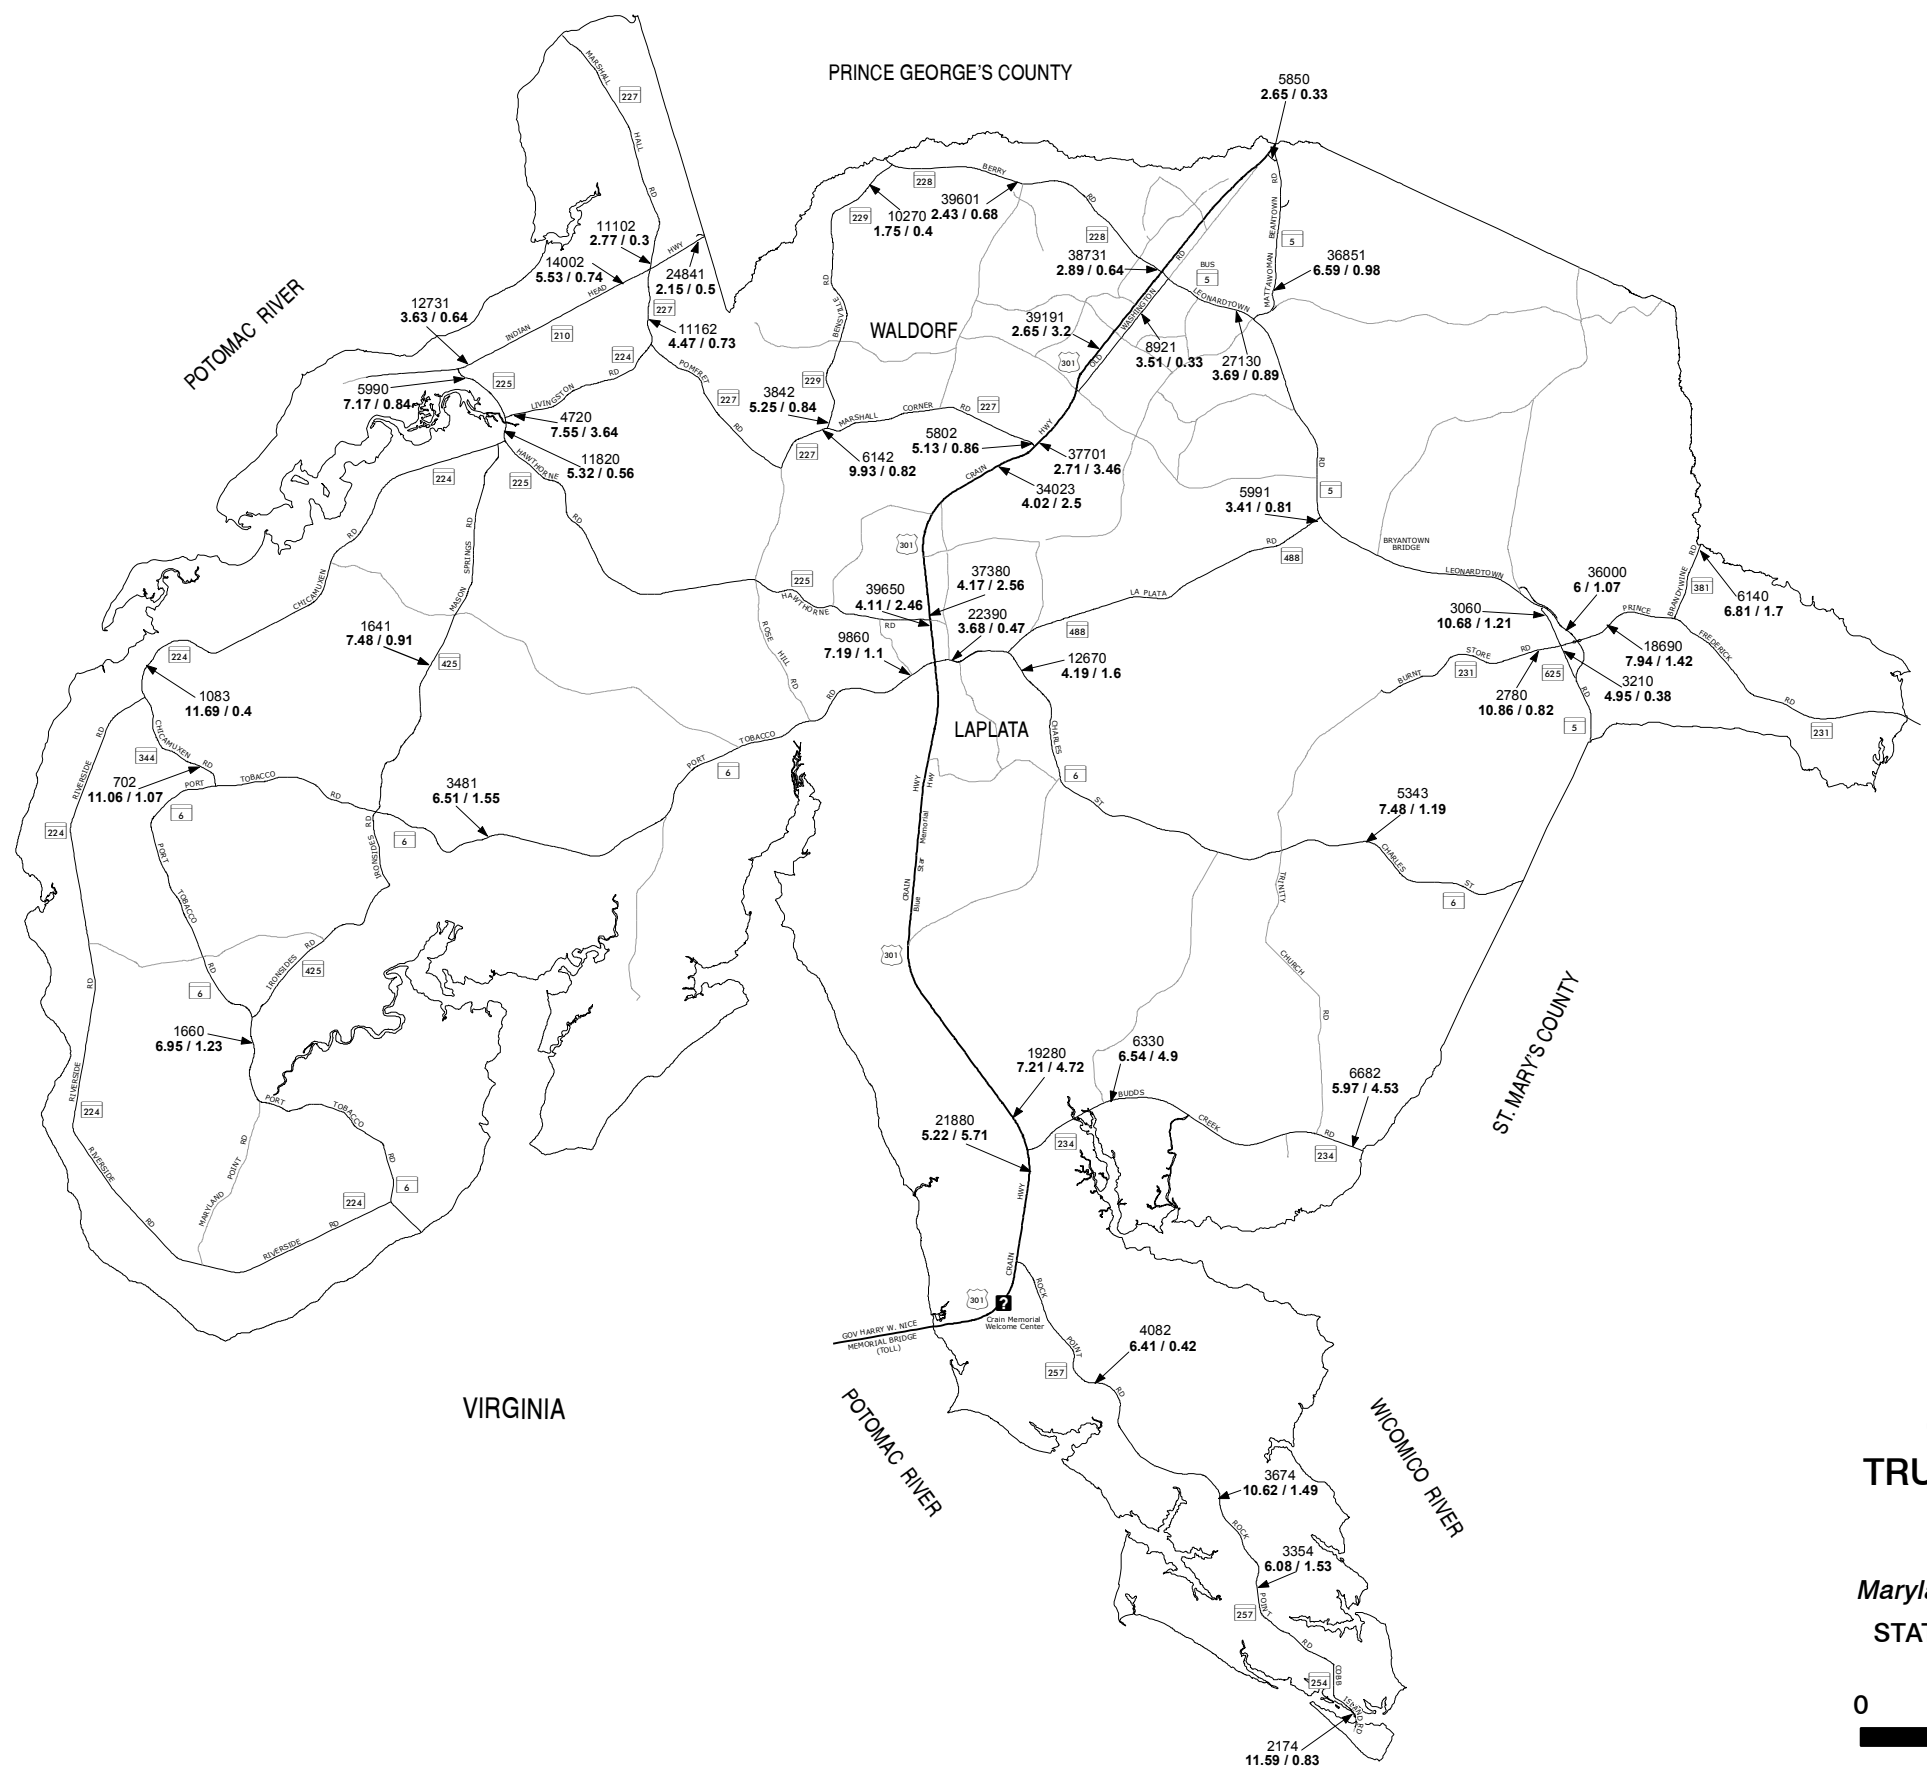 PRINCE GEORGE'S COUNTY
5850
2.65 / 0.33
MARSHALL
227
HALL
RD
BERRY
228
RD
39601
2.43 / 0.68
229
10270
1.75 / 0.4
11102
2.77 / 0.3
HWY
14002
5.53 / 0.74
24841
2.15 / 0.5
HEAD
228
38731
2.89 / 0.64
RD
BUS
5
LEONARDTOWN
RD
BEANTOWN
MATTAWOMAN
5
36851
6.59 / 0.98
POTOMAC RIVER
12731
3.63 / 0.64
INDIAN
210
227
11162
4.47 / 0.73
RD
BENSVILLE
WALDORF
39191
2.65 / 3.2
WASHINGTON
OLD
301
8921
3.51 / 0.33
27130
3.69 / 0.89
224
5990
7.17 / 0.84
225
LIVINGSTON
RD
POMFRET
227
RD
229
3842
5.25 / 0.84
MARSHALL
CORNER
RD
227
4720
7.55 / 3.64
11820
5.32 / 0.56
HAWTHORNE
225
RD
224
227
6142
9.93 / 0.82
5802
5.13 / 0.86
HWY
37701
2.71 / 3.46
CRAIN
34023
4.02 / 2.5
RD
5
5991
3.41 / 0.81
RD
488
BRYANTOWN
BRIDGE
301
RD
CHICAMUXEN
SPRINGS
RD
MASON
225
HAWTHORNE
RD
39650
4.11 / 2.46
37380
4.17 / 2.56
22390
3.68 / 0.47
LA PLATA
488
LEONARDTOWN
36000
6 / 1.07
3060
10.68 / 1.21
PRINCE
BRANDYWINE
RD
381
6140
6.81 / 1.7
FREDERICK
RD
1641
7.48 / 0.91
425
224
1083
11.69 / 0.4
ROSE
HILL
RD
9860
7.19 / 1.1
RD
12670
4.19 / 1.6
BURNT
STORE
RD
231
625
18690
7.94 / 1.42
3210
4.95 / 0.38
2780
10.86 / 0.82
RD
5
231
LAPLATA
CHARLES
6
ST
RD
RIVERSIDE
CHICAMUXEN
RD
344
702
11.06 / 1.07
PORT
TOBACCO
RD
6
3481
6.51 / 1.55
PORT
TOBACCO
6
HWY
Hwy
Memorial
Star
Blue
CRAIN
301
224
RD
IRONSIDES
6
PORT
TOBACCO
RD
6
IRONSIDES
RD
425
5343
7.48 / 1.19
CHARLES
ST
6
TRINITY
CHURCH
RD
RD
1660
6.95 / 1.23
RIVERSIDE
224
PORT
TOBACCO
RD
6
MARYLAND
POINT
RD
RIVERSIDE
RD
224
RIVERSIDE
RD
19280
7.21 / 4.72
21880
5.22 / 5.71
6330
6.54 / 4.9
BUDDS
CREEK
RD
234
234
6682
5.97 / 4.53
ST. MARY'S COUNTY
HWY
CRAIN
301
?
Crain Memorial
Welcome Center
GOV HARRY W. NICE
MEMORIAL BRIDGE
(TOLL)
ROCK
POINT
RD
257
4082
6.41 / 0.42
VIRGINIA
POTOMAC RIVER
WICOMICO RIVER
3674
10.62 / 1.49
ROCK
3354
6.08 / 1.53
POINT
257
RD
COBB
ISLAND RD
254
2174
11.59 / 0.83
TRU
Maryla
STAT
0